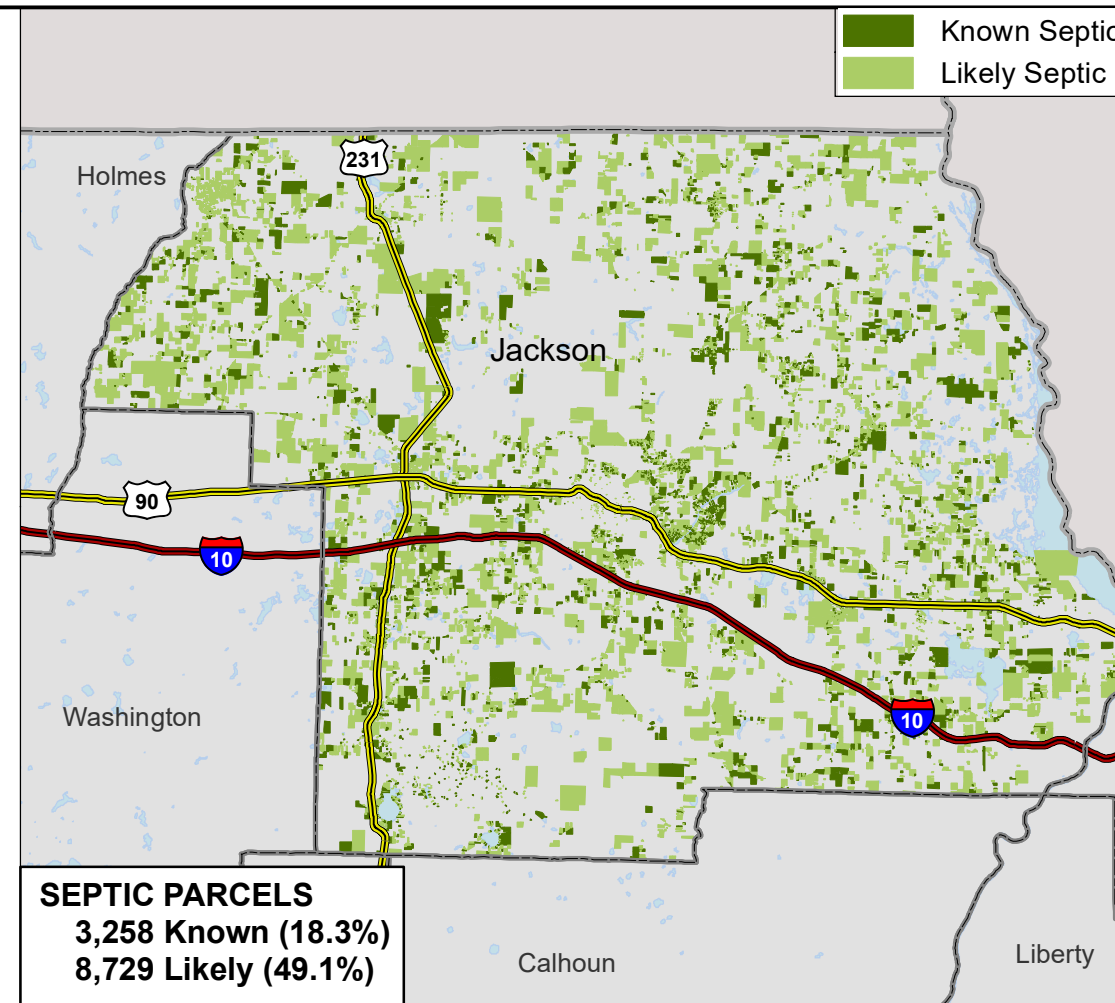 Known Septic
Likely Septic
231
Holmes
Jackson
90
10
Washington
10
SEPTIC PARCELS
3,258 Known (18.3%)
8,729 Likely (49.1%)
Calhoun
Liberty